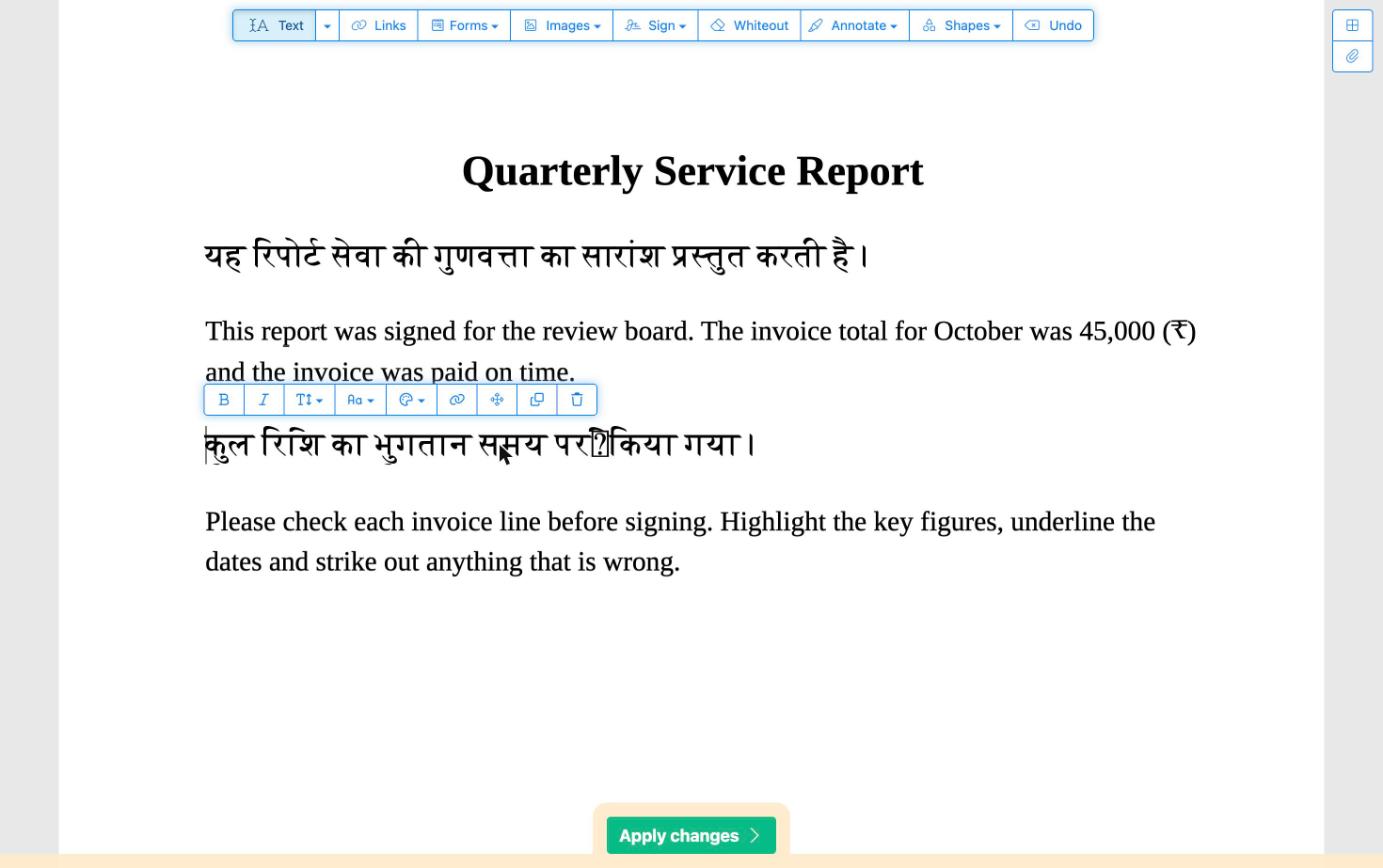 Text Links Forms Images Sign Whiteout Annotate Shapes Undo
Quarterly Service Report
यह रिपोर्ट सेवा की गुणवत्ता का सारांश प्रस्तुत करती है।
This report was signed for the review board. The invoice total for October was 45,000 (₹)
and the invoice was paid on time.
B I T Aa
कुल रिशि का भुगतान समय पर किया गया।
Please check each invoice line before signing. Highlight the key figures, underline the
dates and strike out anything that is wrong.
Apply changes